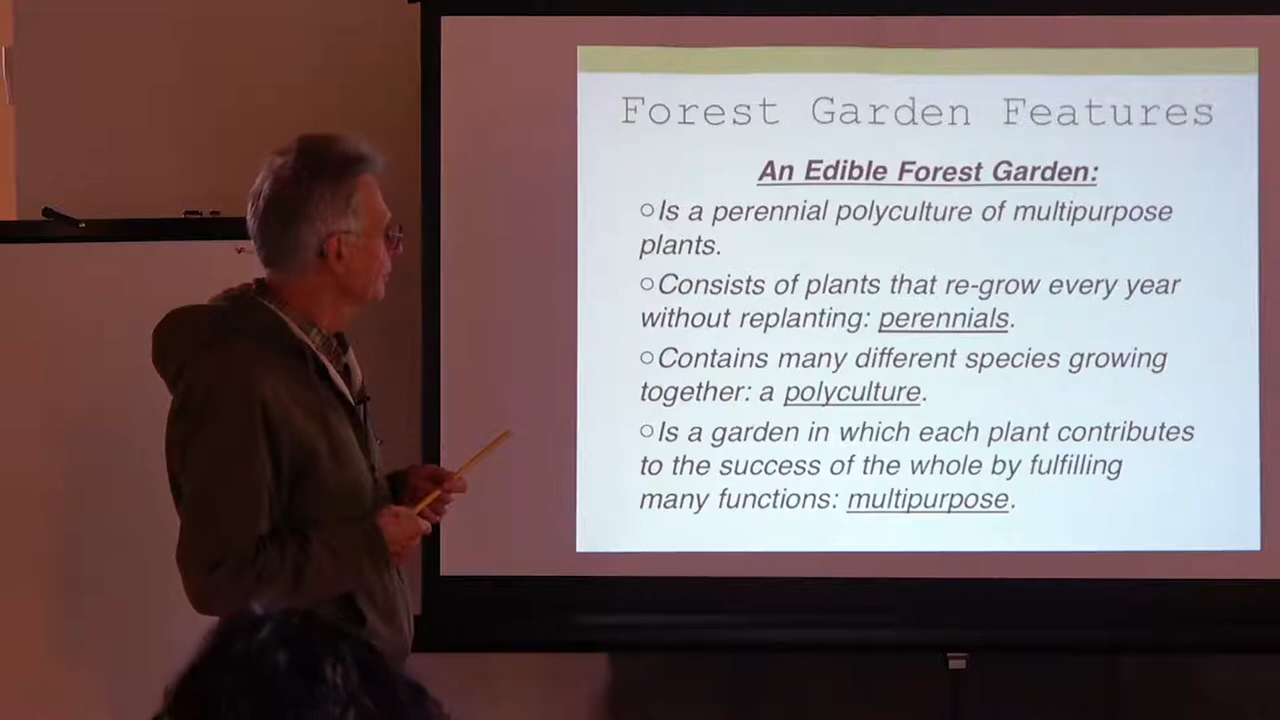 Forest Garden Features
An Edible Forest Garden:
○Is a perennial polyculture of multipurpose
plants.
○Consists of plants that re-grow every year
without replanting: perennials.
○Contains many different species growing
together: a polyculture.
○Is a garden in which each plant contributes
to the success of the whole by fulfilling
many functions: multipurpose.